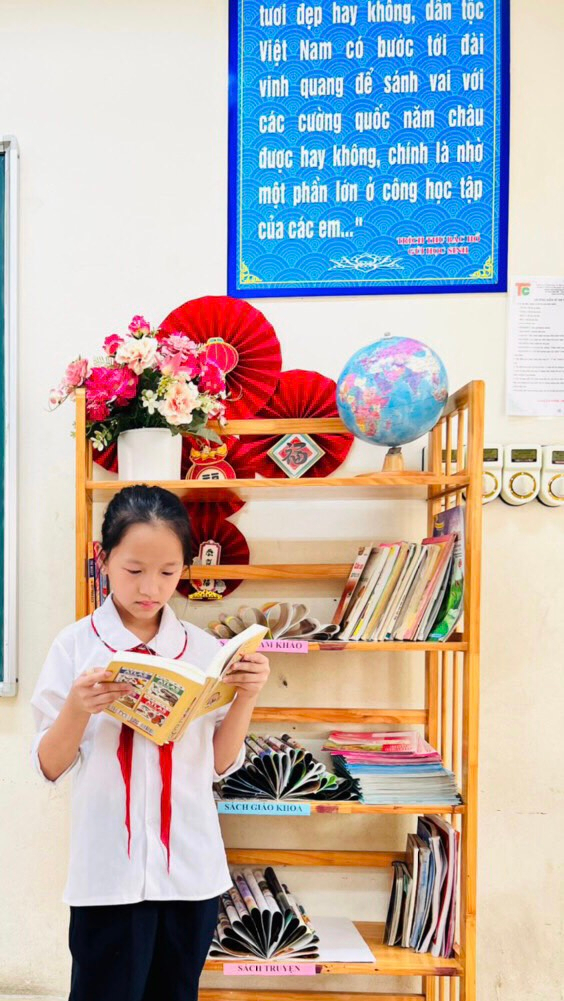 tươi đẹp hay không, dân tộc
Việt Nam có bước tới đài
vinh quang để sánh vai với
các cường quốc năm châu
được hay không, chính là nhờ
một phần lớn ở công học tập
của các em..."
TRÍCH THƯ BÁC HỒ
GỬI HỌC SINH
福
KHẢO
SÁCH GIÁO KHOA
SÁCH TRUYỆN